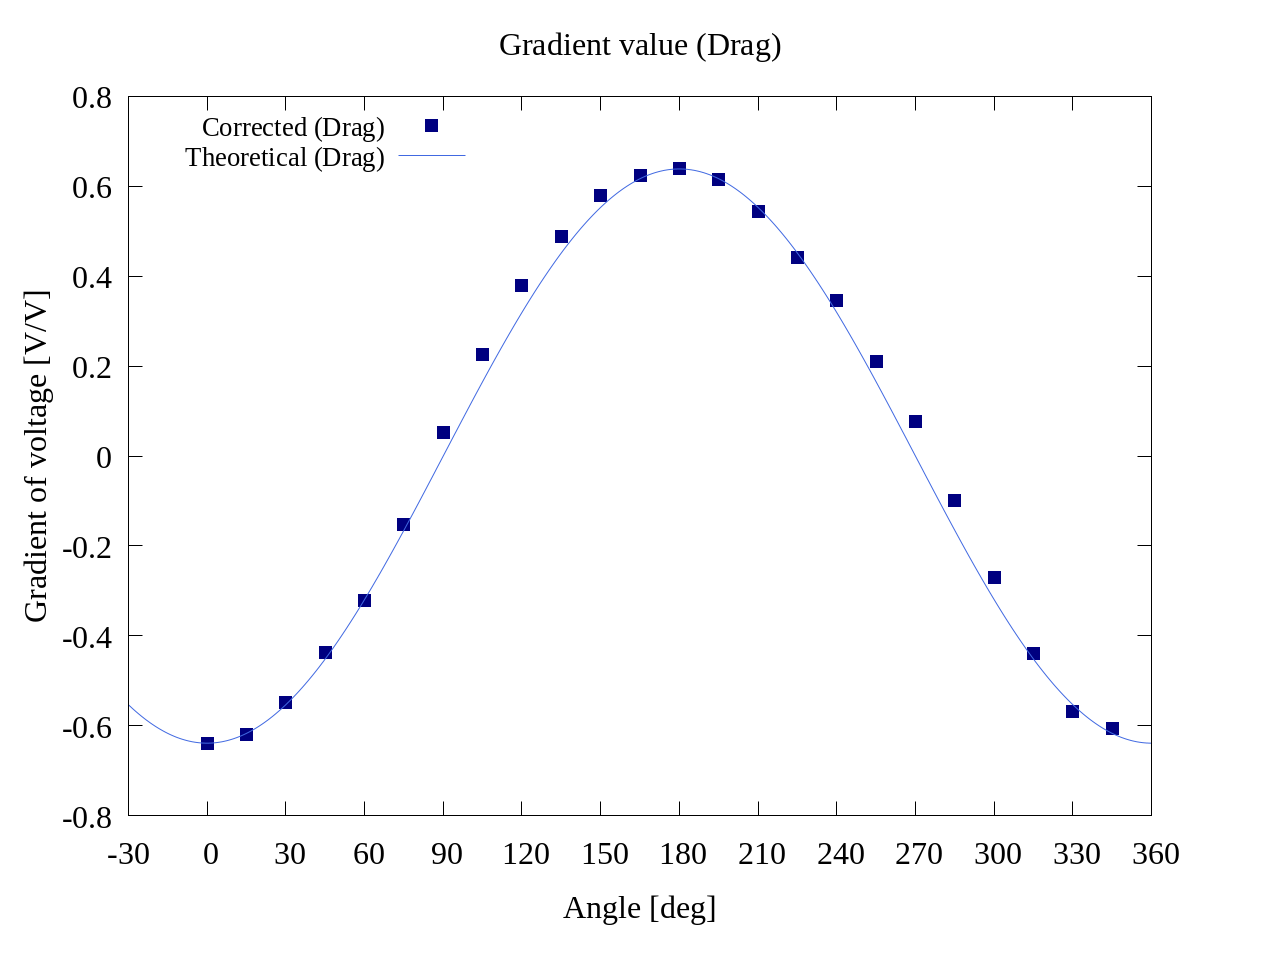 Gradient value (Drag)
Corrected (Drag)
Theoretical (Drag)
0.8
0.6
0.4
0.2
0
-0.2
-0.4
-0.6
-0.8
Gradient of voltage [V/V]
-30 0 30 60 90 120 150 180 210 240 270 300 330 360
Angle [deg]